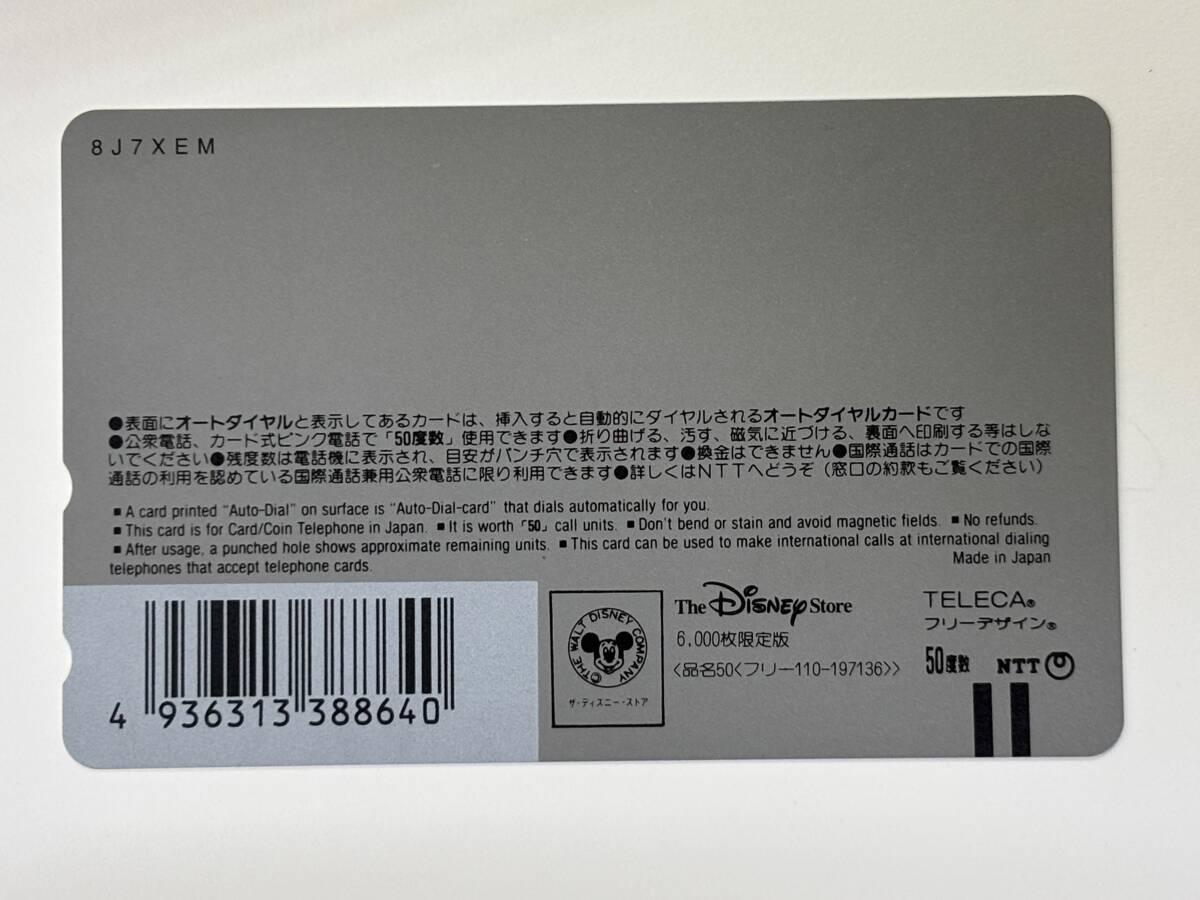 8J7XEM
●表面にオートダイヤルと表示してあるカードは、挿入すると自動的にダイヤルされるオートダイヤルカードです
●公衆電話、カード式ピンク電話で「50度数」使用できます●折り曲げる、汚す、磁気に近づける、裏面へ印刷する等はしな
いでください●残度数は電話機に表示され、目安がパンチ穴で表示されます●換金はできません●国際通話はカードでの国際
通話の利用を認めている国際通話兼用公衆電話に限り利用できます●詳しくはNTTへどうぞ（窓口の約款もご覧ください）
■ A card printed “Auto-Dial” on surface is “Auto-Dial-card” that dials automatically for you.
■ This card is for Card/Coin Telephone in Japan. ■ It is worth「50」call units. ■ Don't bend or stain and avoid magnetic fields. ■ No refunds.
■ After usage, a punched hole shows approximate remaining units. ■ This card can be used to make international calls at international dialing
telephones that accept telephone cards.
Made in Japan
4 936313 388640
©THE WALT DISNEY COMPANY
ザ・ディズニー・ストア
The Disney Store
6,000枚限定版
〈品名50〈フリー110-197136〉〉
TELECA®
フリーデザイン®
50度数 NTT